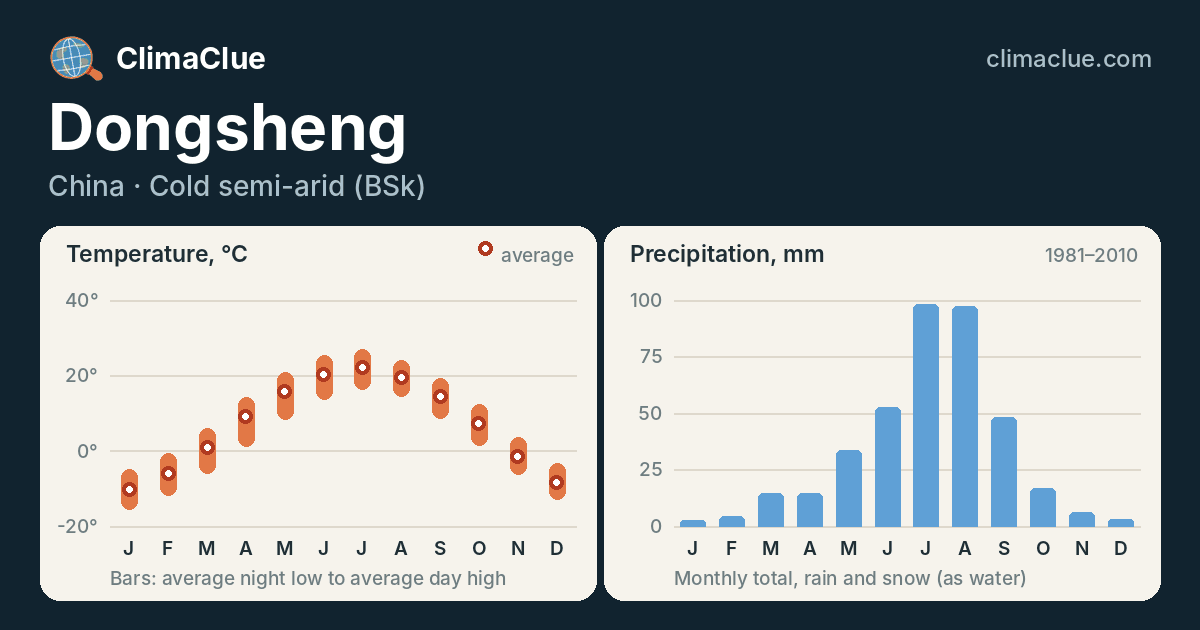 ClimaClue
climaclue.com
Dongsheng
China · Cold semi-arid (BSk)
Temperature, °C
average
40°
20°
0°
-20°
J F M A M J J A S O N D
Bars: average night low to average day high
Precipitation, mm
1981–2010
100
75
50
25
0
J F M A M J J A S O N D
Monthly total, rain and snow (as water)